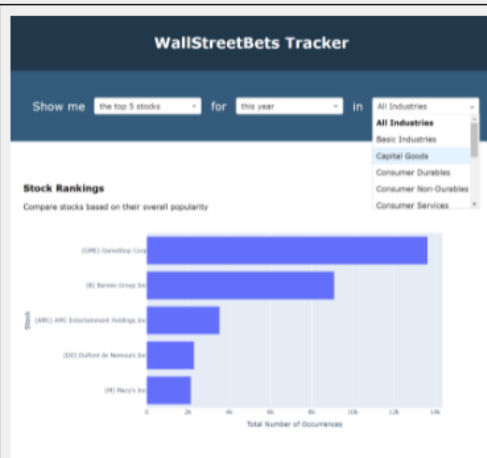 WallStreetBets Tracker
Show me the top 5 stocks for this year in All Industries
All Industries
Basic Industries
Capital Goods
Consumer Durables
Consumer Non-Durables
Consumer Services
Stock Rankings
Compare stocks based on their overall popularity
(GME) GameStop Corp
(B) Barnes Group Inc
(AMC) AMC Entertainment Holdings Inc
(DD) DuPont de Nemours Inc
(M) Macy's Inc
Stock
0 2k 4k 6k 8k 10k 12k 14k
Total Number of Occurrences